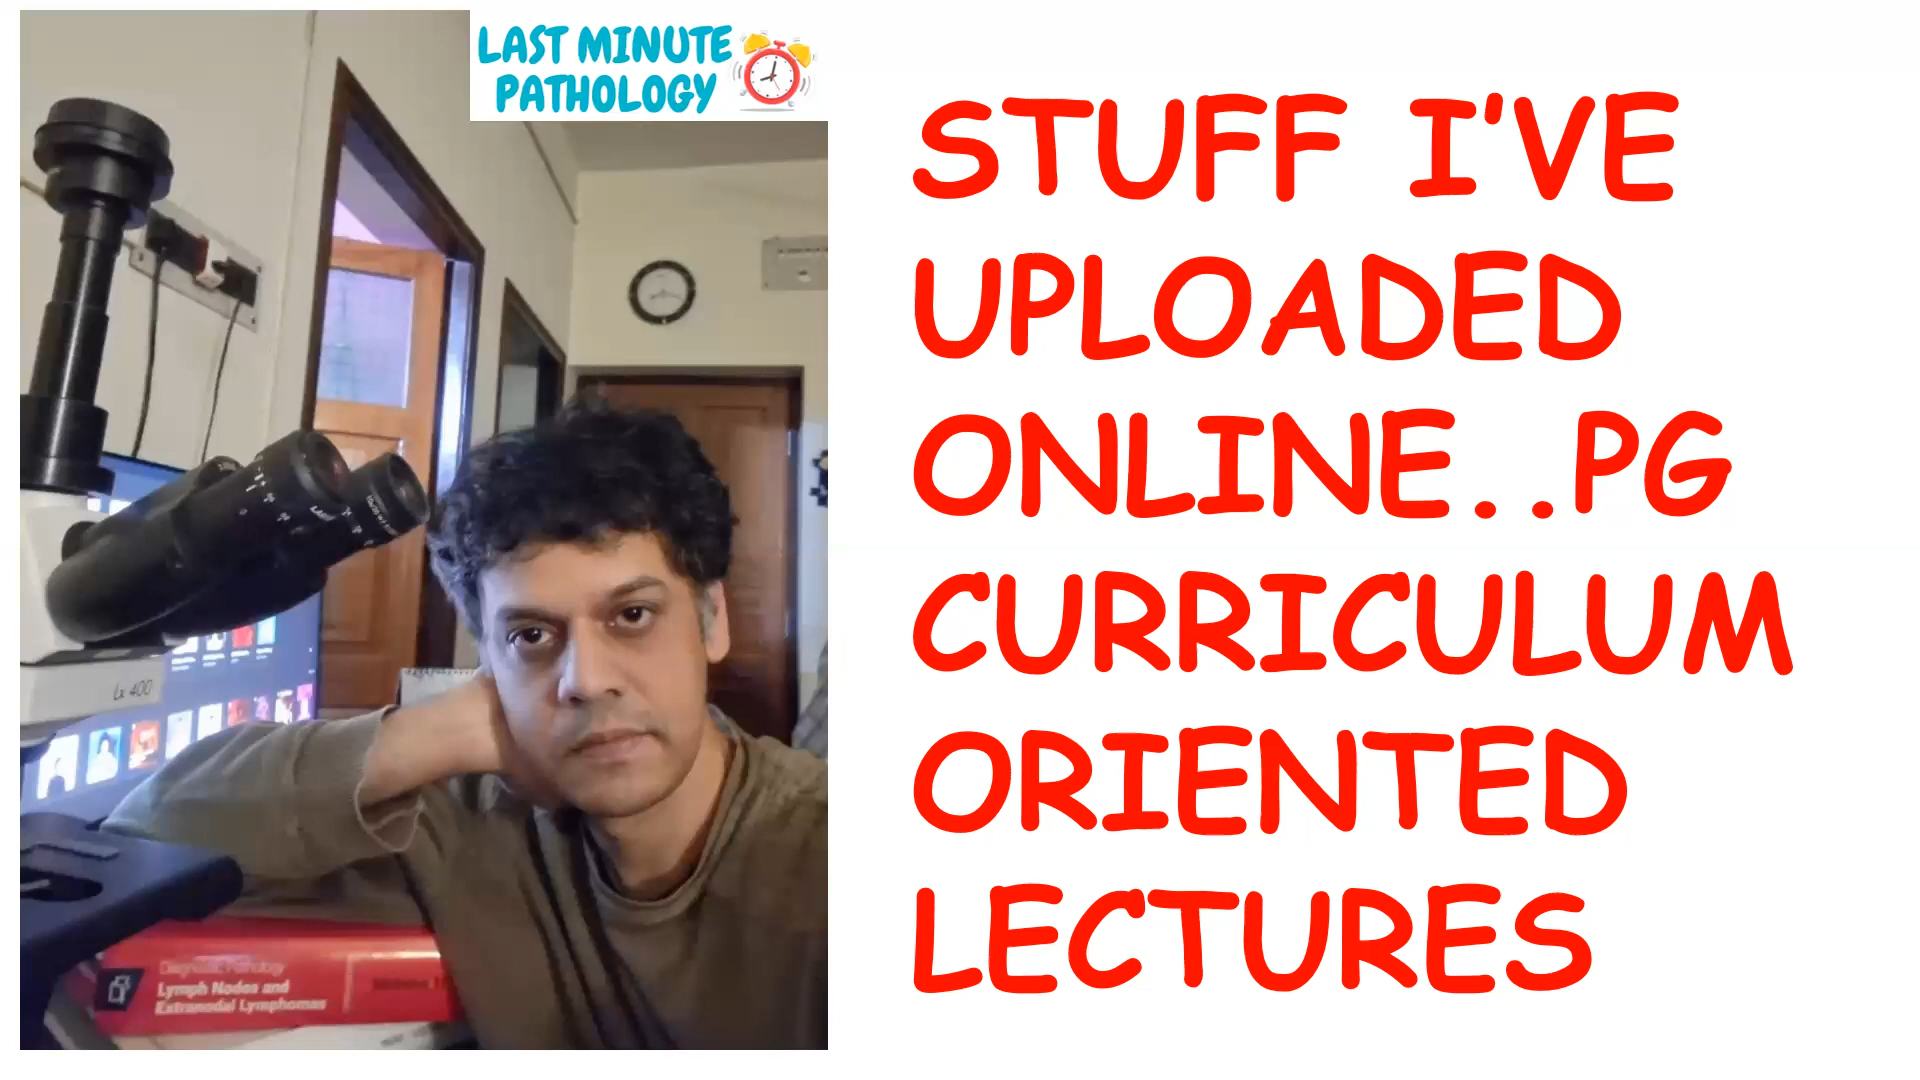 LAST MINUTE
PATHOLOGY
STUFF I'VE
UPLOADED
ONLINE..PG
CURRICULUM
ORIENTED
LECTURES
Lx 400
Diagnostic Pathology
Lymph Nodes and
Extranodal Lymphomas